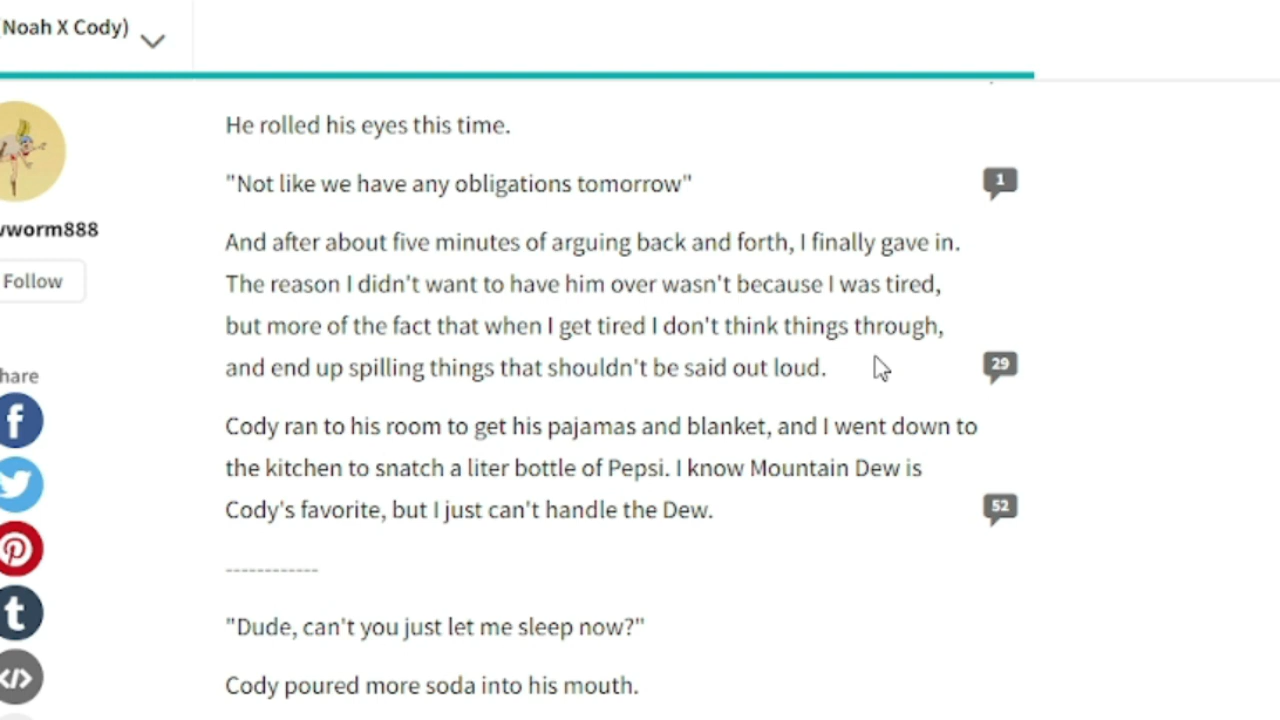 Noah X Cody)
He rolled his eyes this time.
"Not like we have any obligations tomorrow"
1
worm888
And after about five minutes of arguing back and forth, I finally gave in.
Follow
The reason I didn't want to have him over wasn't because I was tired,
but more of the fact that when I get tired I don't think things through,
and end up spilling things that shouldn't be said out loud.
29
hare
Cody ran to his room to get his pajamas and blanket, and I went down to
the kitchen to snatch a liter bottle of Pepsi. I know Mountain Dew is
Cody's favorite, but I just can't handle the Dew.
52
------------
"Dude, can't you just let me sleep now?"
Cody poured more soda into his mouth.